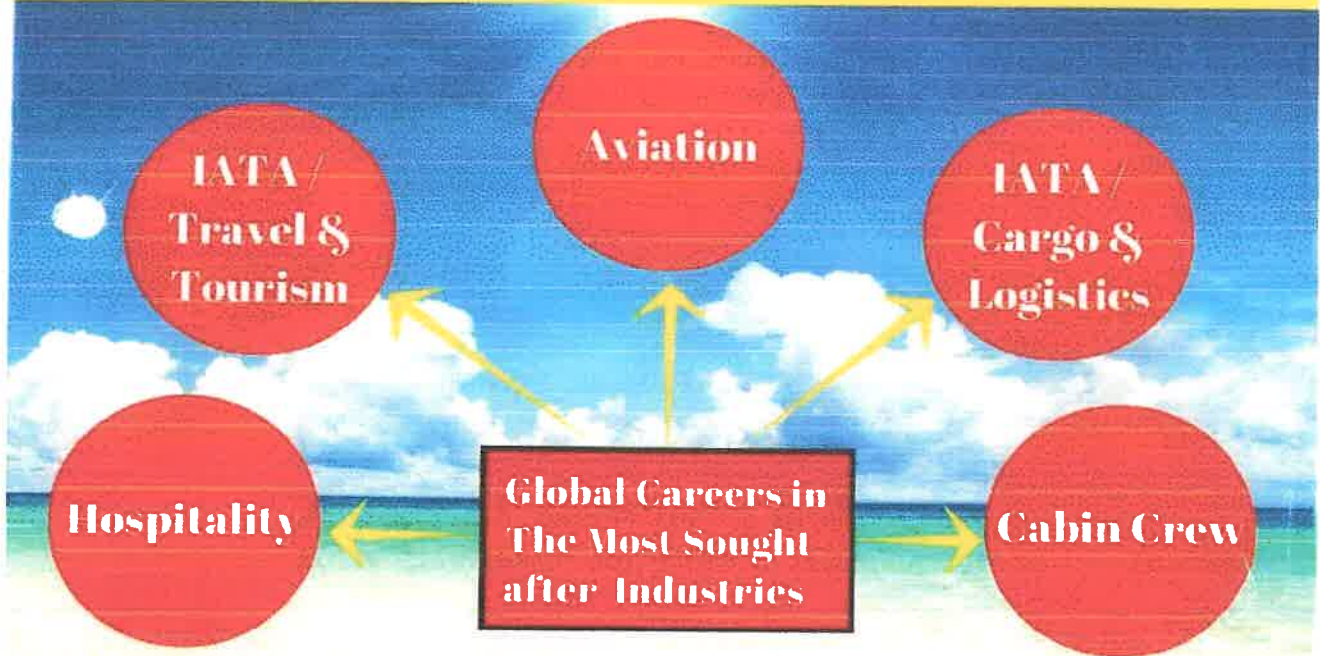 Aviation
IATA /
Travel &
Tourism
IATA /
Cargo &
Logistics
Hospitality
Global Careers in
The Most Sought
after Industries
Cabin Crew